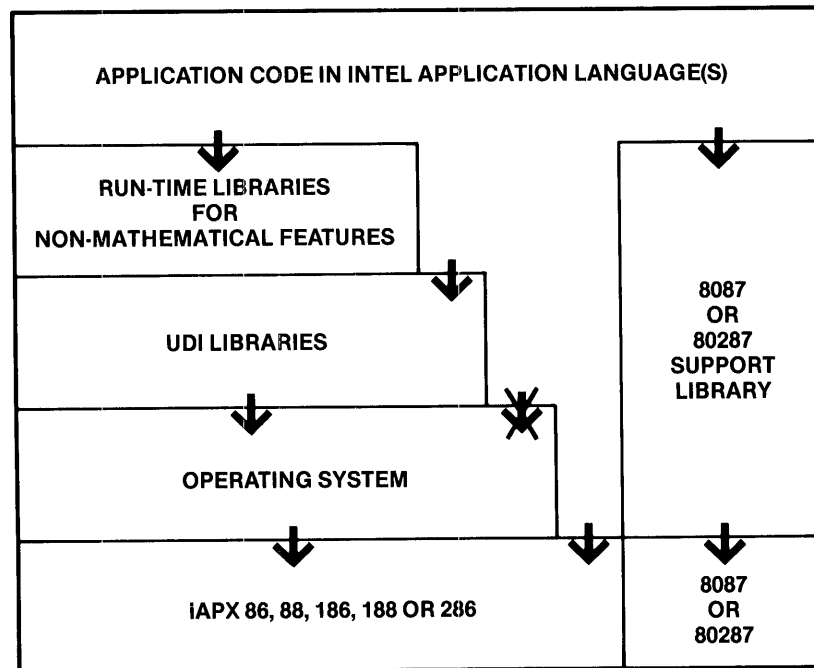 APPLICATION CODE IN INTEL APPLICATION LANGUAGE(S)
RUN-TIME LIBRARIES
FOR
NON-MATHEMATICAL FEATURES
UDI LIBRARIES
OPERATING SYSTEM
8087
OR
80287
SUPPORT
LIBRARY
iAPX 86, 88, 186, 188 OR 286
8087
OR
80287